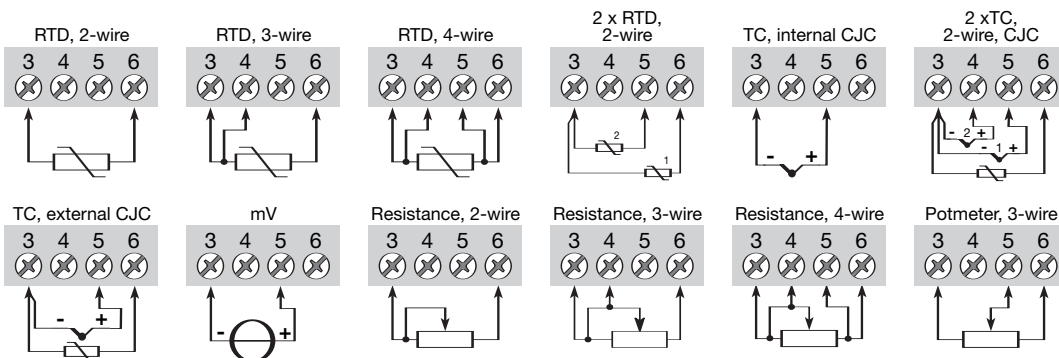 RTD, 2-wire
3 4 5 6
RTD, 3-wire
3 4 5 6
RTD, 4-wire
3 4 5 6
2 x RTD,
2-wire
3 4 5 6
2
1
TC, internal CJC
3 4 5 6
- +
2 xTC,
2-wire, CJC
3 4 5 6
- 2 +
- 1 +
TC, external CJC
3 4 5 6
- +
mV
3 4 5 6
- +
Resistance, 2-wire
3 4 5 6
Resistance, 3-wire
3 4 5 6
Resistance, 4-wire
3 4 5 6
Potmeter, 3-wire
3 4 5 6